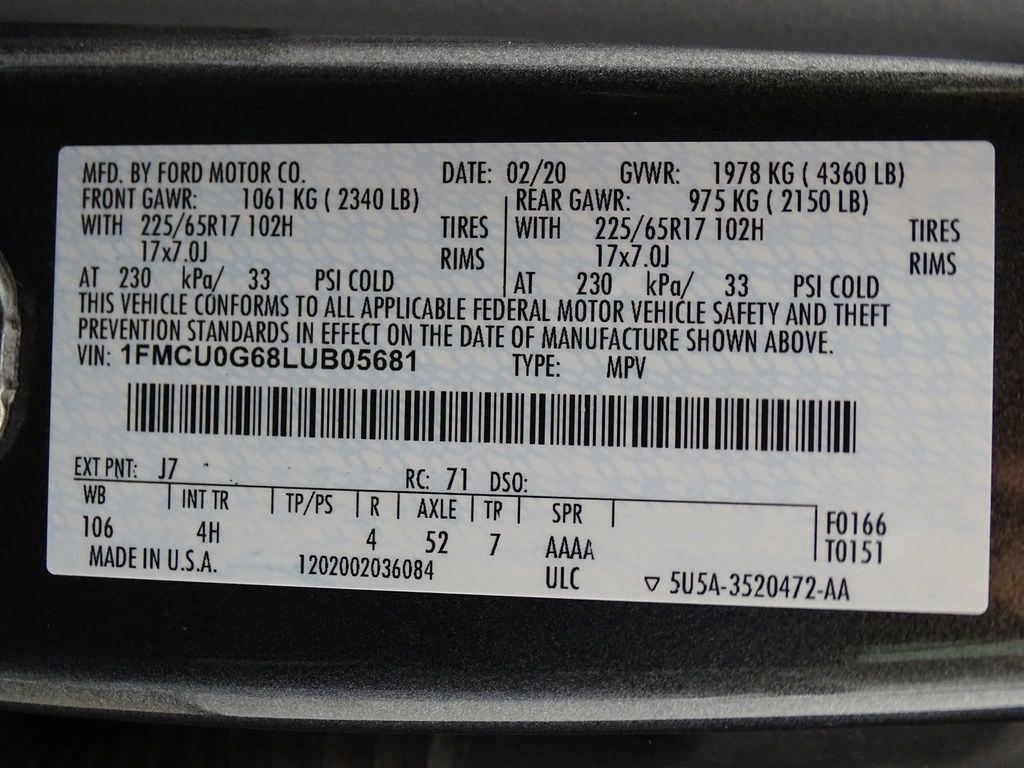 MFD. BY FORD MOTOR CO. DATE: 02/20 GVWR: 1978 KG ( 4360 LB)
FRONT GAWR: 1061 KG ( 2340 LB) REAR GAWR: 975 KG ( 2150 LB)
WITH 225/65R17 102H TIRES WITH 225/65R17 102H TIRES
17x7.0J RIMS 17x7.0J RIMS
AT 230 kPa/ 33 PSI COLD AT 230 kPa/ 33 PSI COLD
THIS VEHICLE CONFORMS TO ALL APPLICABLE FEDERAL MOTOR VEHICLE SAFETY AND THEFT
PREVENTION STANDARDS IN EFFECT ON THE DATE OF MANUFACTURE SHOWN ABOVE.
VIN: 1FMCU0G68LUB05681 TYPE: MPV
EXT PNT: J7 RC: 71 DSO:
WB INT TR TP/PS R AXLE TR SPR F0166
106 4H 4 52 7 AAAA T0151
MADE IN U.S.A. 1202002036084 ULC ▽ 5U5A-3520472-AA